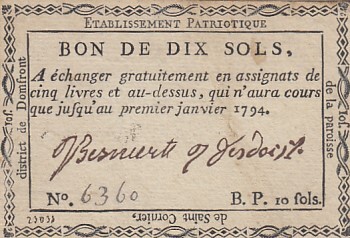 ETABLISSEMENT PATRIOTIQUE
BON DE DIX SOLS,
A échanger gratuitement en assignats de
cinq livres et au-dessus, qui n'aura cours
que jusqu'au premier janvier 1794.
No. 6360 B. P. 10 sols.
district de Domfront
de la paroisse
de Saint Cornier,